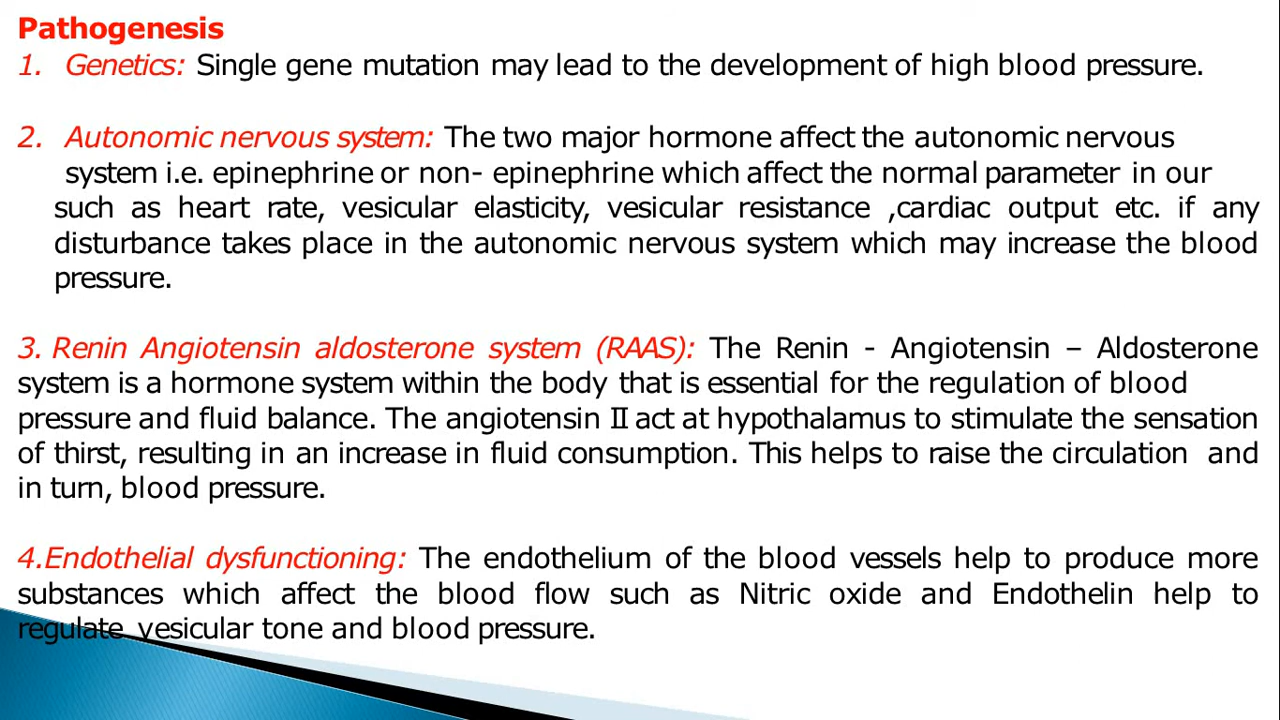 Pathogenesis
1. Genetics: Single gene mutation may lead to the development of high blood pressure.
2. Autonomic nervous system: The two major hormone affect the autonomic nervous
system i.e. epinephrine or non- epinephrine which affect the normal parameter in our
such as heart rate, vesicular elasticity, vesicular resistance ,cardiac output etc. if any
disturbance takes place in the autonomic nervous system which may increase the blood
pressure.
3. Renin Angiotensin aldosterone system (RAAS): The Renin - Angiotensin – Aldosterone
system is a hormone system within the body that is essential for the regulation of blood
pressure and fluid balance. The angiotensin II act at hypothalamus to stimulate the sensation
of thirst, resulting in an increase in fluid consumption. This helps to raise the circulation and
in turn, blood pressure.
4.Endothelial dysfunctioning: The endothelium of the blood vessels help to produce more
substances which affect the blood flow such as Nitric oxide and Endothelin help to
regulate vesicular tone and blood pressure.